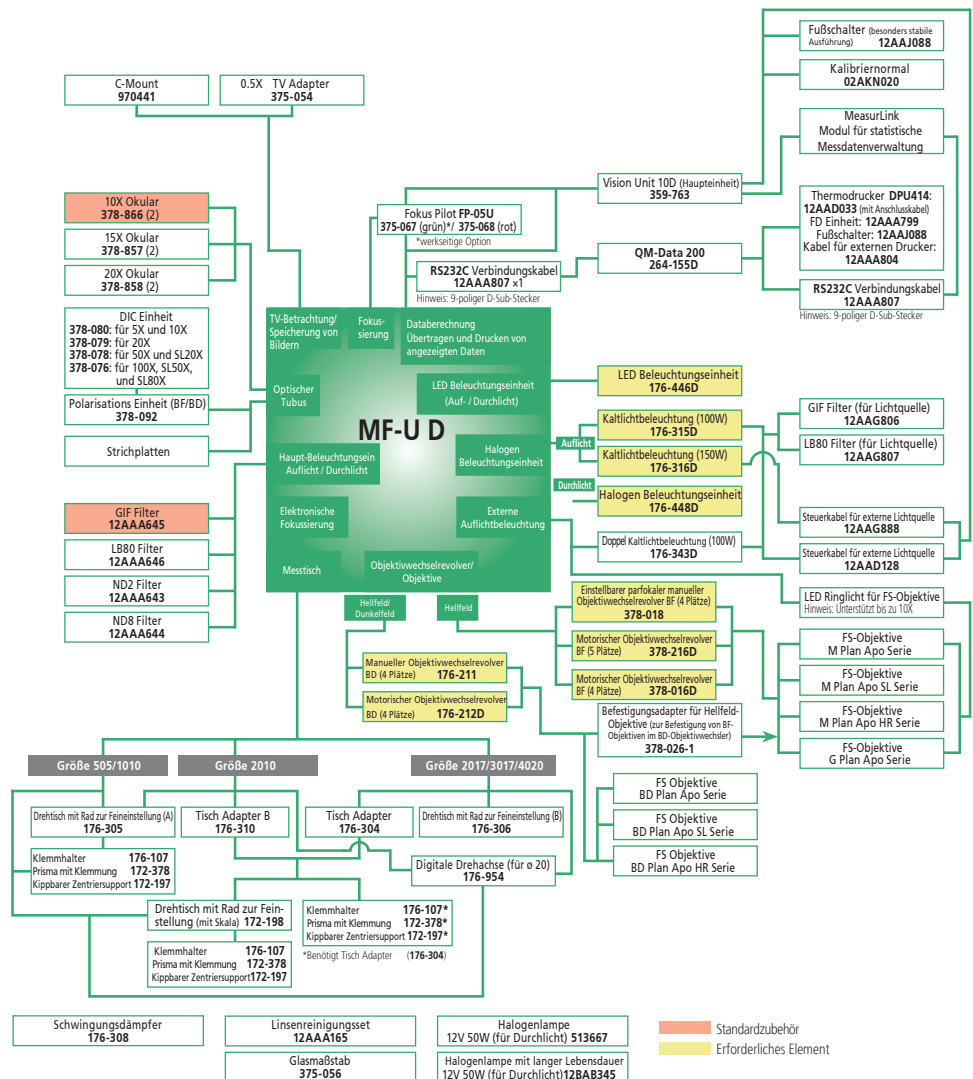 C-Mount
970441
0.5X TV Adapter
375-054
Fußschalter (besonders stabile
Ausführung) 12AAJ088
Kalibriernormal
02AKN020
MeasurLink
Modul für statistische
Messdatenverwaltung
Vision Unit 10D (Haupteinheit)
359-763
10X Okular
378-866 (2)
15X Okular
378-857 (2)
20X Okular
378-858 (2)
Fokus Pilot FP-05U
375-067 (grün)*/ 375-068 (rot)
*werkseitige Option
RS232C Verbindungskabel
12AAA807 ×1
Hinweis: 9-poliger D-Sub-Stecker
QM-Data 200
264-155D
Thermodrucker DPU414:
12AAD033 (mit Anschlusskabel)
FD Einheit: 12AAA799
Fußschalter: 12AAJ088
Kabel für externen Drucker:
12AAA804
RS232C Verbindungskabel
12AAA807
Hinweis: 9-poliger D-Sub-Stecker
DIC Einheit
378-080: für 5X und 10X
378-079: für 20X
378-078: für 50X und SL20X
378-076: für 100X, SL50X,
und SL80X
Polarisations Einheit (BF/BD)
378-092
Strichplatten
GIF Filter
12AAA645
LB80 Filter
12AAA646
ND2 Filter
12AAA643
ND8 Filter
12AAA644
TV-Betrachtung/
Speicherung von
Bildern
Fokus-
sierung
Databerechnung
Übertragen und Drucken von
angezeigten Daten
Optischer
Tubus
LED Beleuchtungseinheit
(Auf- / Durchlicht)
MF-U D
Haupt-Beleuchtungsein
Auflicht / Durchlicht
Halogen
Beleuchtungseinheit
Elektronische
Fokussierung
Externe
Auflichtbeleuchtung
Messtisch
Objektivwechselrevolver/
Objektive
Hellfeld/
Dunkelfeld
Hellfeld
Auflicht
Durchlicht
LED Beleuchtungseinheit
176-446D
Kaltlichtbeleuchtung (100W)
176-315D
Kaltlichtbeleuchtung (150W)
176-316D
Halogen Beleuchtungseinheit
176-448D
Doppel Kaltlichtbeleuchtung (100W)
176-343D
GIF Filter (für Lichtquelle)
12AAG806
LB80 Filter (für Lichtquelle)
12AAG807
Steuerkabel für externe Lichtquelle
12AAG888
Steuerkabel für externe Lichtquelle
12AAD128
LED Ringlicht für FS-Objektive
Hinweis: Unterstützt bis zu 10X
Einstellbarer parfokaler manueller
Objektivwechselrevolver BF (4 Plätze)
378-018
Motorischer Objektivwechselrevolver
BF (5 Plätze) 378-216D
Motorischer Objektivwechselrevolver
BF (4 Plätze) 378-016D
Manueller Objektivwechselrevolver
BD (4 Plätze) 176-211
Motorischer Objektivwechselrevolver
BD (4 Plätze) 176-212D
Befestigungsadapter für Hellfeld-
Objektive (zur Befestigung von BF-
Objektiven im BD-Objektivwechsler)
378-026-1
FS-Objektive
M Plan Apo Serie
FS-Objektive
M Plan Apo SL Serie
FS-Objektive
M Plan Apo HR Serie
FS-Objektive
G Plan Apo Serie
FS Objektive
BD Plan Apo Serie
FS Objektive
BD Plan Apo SL Serie
FS Objektive
BD Plan Apo HR Serie
Größe 505/1010
Größe 2010
Größe 2017/3017/4020
Drehtisch mit Rad zur Feineinstellung (A)
176-305
Tisch Adapter B
176-310
Tisch Adapter
176-304
Drehtisch mit Rad zur Feineinstellung (B)
176-306
Klemmhalter 176-107
Prisma mit Klemmung 172-378
Kippbarer Zentriersupport 172-197
Digitale Drehachse (für ø 20)
176-954
Drehtisch mit Rad zur Fein-
stellung (mit Skala) 172-198
Klemmhalter 176-107*
Prisma mit Klemmung 172-378*
Kippbarer Zentriersupport 172-197*
*Benötigt Tisch Adapter (176-304)
Klemmhalter 176-107
Prisma mit Klemmung 172-378
Kippbarer Zentriersupport172-197
Schwingungsdämpfer
176-308
Linsenreinigungsset
12AAA165
Halogenlampe
12V 50W (für Durchlicht) 513667
Glasmaßstab
375-056
Halogenlampe mit langer Lebensdauer
12V 50W (für Durchlicht)12BAB345
Standardzubehör
Erforderliches Element